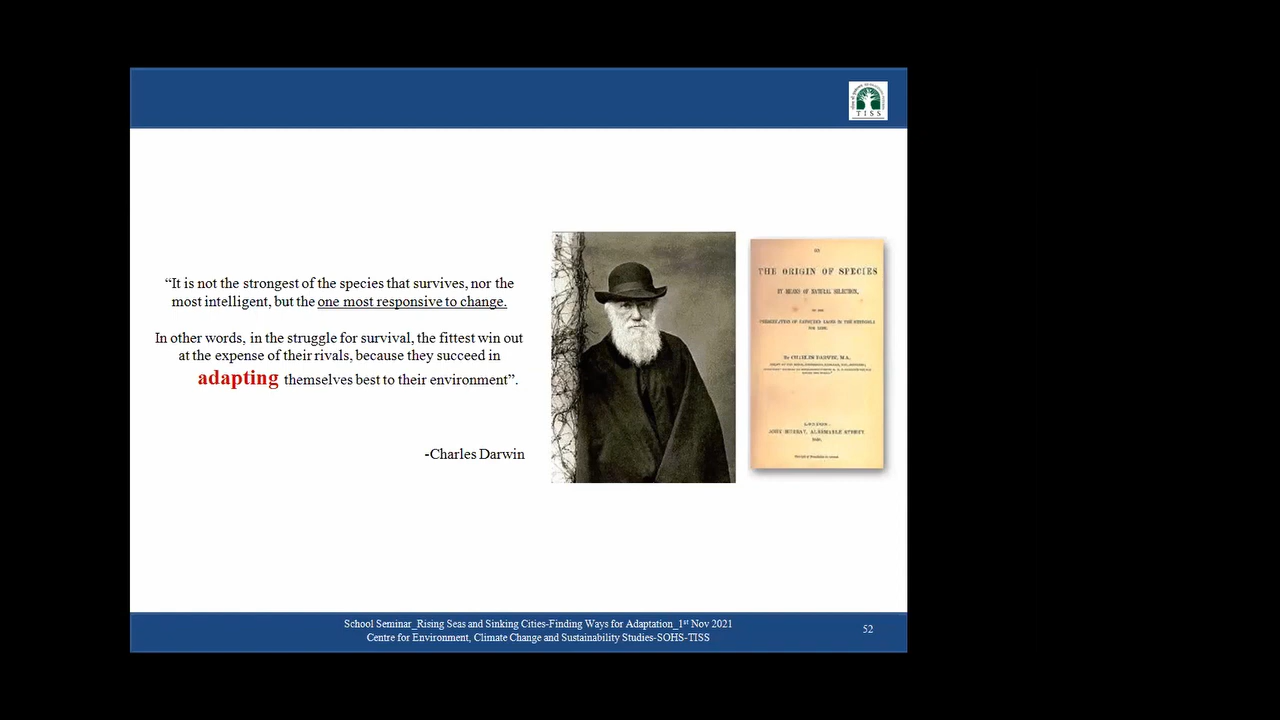 TISS
“It is not the strongest of the species that survives, nor the
most intelligent, but the one most responsive to change.
In other words, in the struggle for survival, the fittest win out
at the expense of their rivals, because they succeed in
adapting themselves best to their environment”.
-Charles Darwin
ON
THE ORIGIN OF SPECIES
BY MEANS OF NATURAL SELECTION,
OR THE
PRESERVATION OF FAVOURED RACES IN THE STRUGGLE
FOR LIFE.
By CHARLES DARWIN, M.A.,
LONDON:
JOHN MURRAY, ALBEMARLE STREET.
School Seminar_Rising Seas and Sinking Cities-Finding Ways for Adaptation_1st Nov 2021
Centre for Environment, Climate Change and Sustainability Studies-SOHS-TISS
52